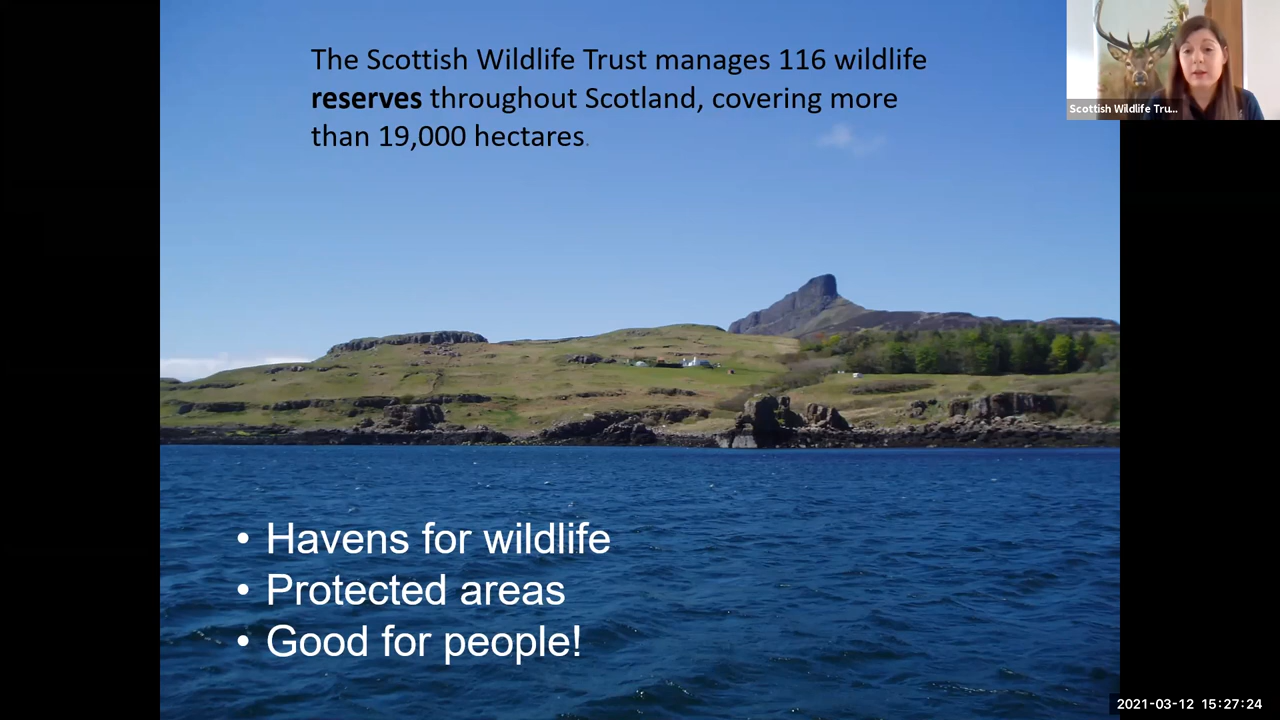 The Scottish Wildlife Trust manages 116 wildlife
reserves throughout Scotland, covering more
than 19,000 hectares.
Scottish Wildlife Tru...
• Havens for wildlife
• Protected areas
• Good for people!
2021-03-12 15:27:24